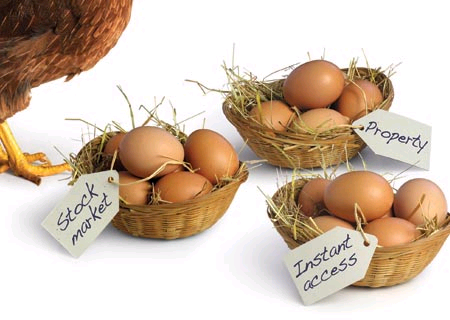 Property
Stock
market
Instant
access